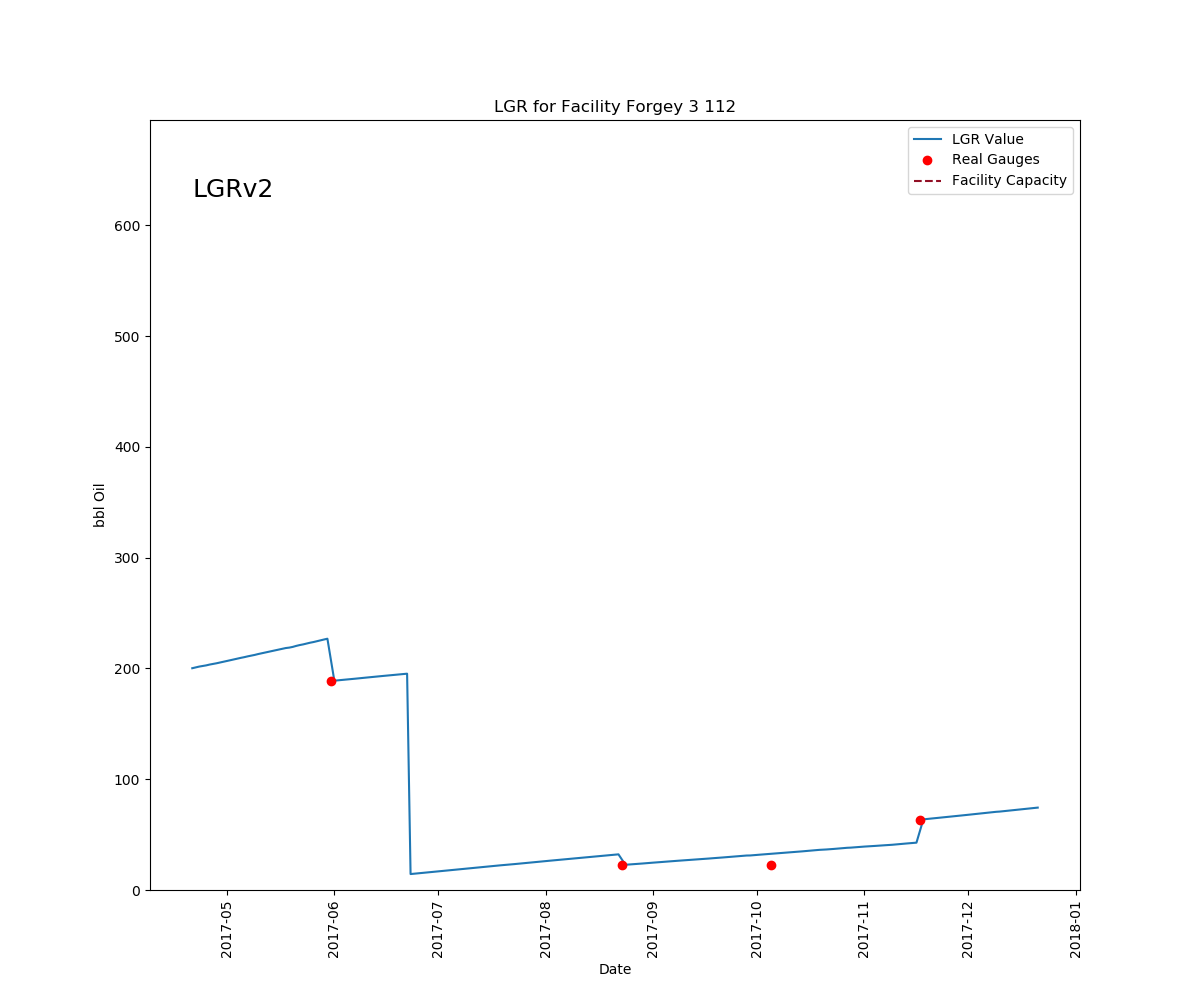 LGR for Facility Forgey 3 112
LGRv2
LGR Value
Real Gauges
Facility Capacity
bbl Oil
600
500
400
300
200
100
0
2017-05
2017-06
2017-07
2017-08
2017-09
2017-10
2017-11
2017-12
2018-01
Date